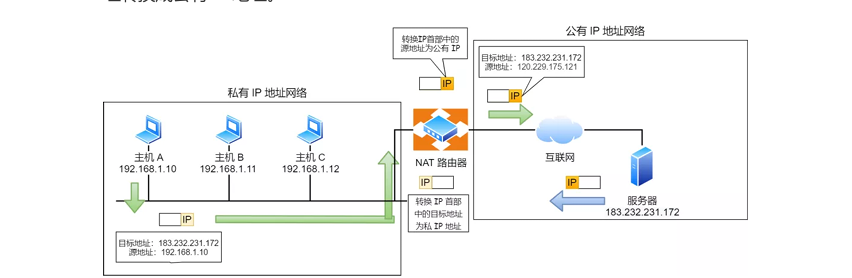 公有 IP 地址网络
转换IP首部中的
源地址为公有 IP
目标地址：183.232.231.172
源地址：120.229.175.121
IP
IP
私有 IP 地址网络
主机 A
192.168.1.10
主机 B
192.168.1.11
主机 C
192.168.1.12
NAT 路由器
互联网
IP
IP
服务器
183.232.231.172
转换 IP 首部
中的目标地址
为私 IP 地址
IP
目标地址：183.232.231.172
源地址：192.168.1.10